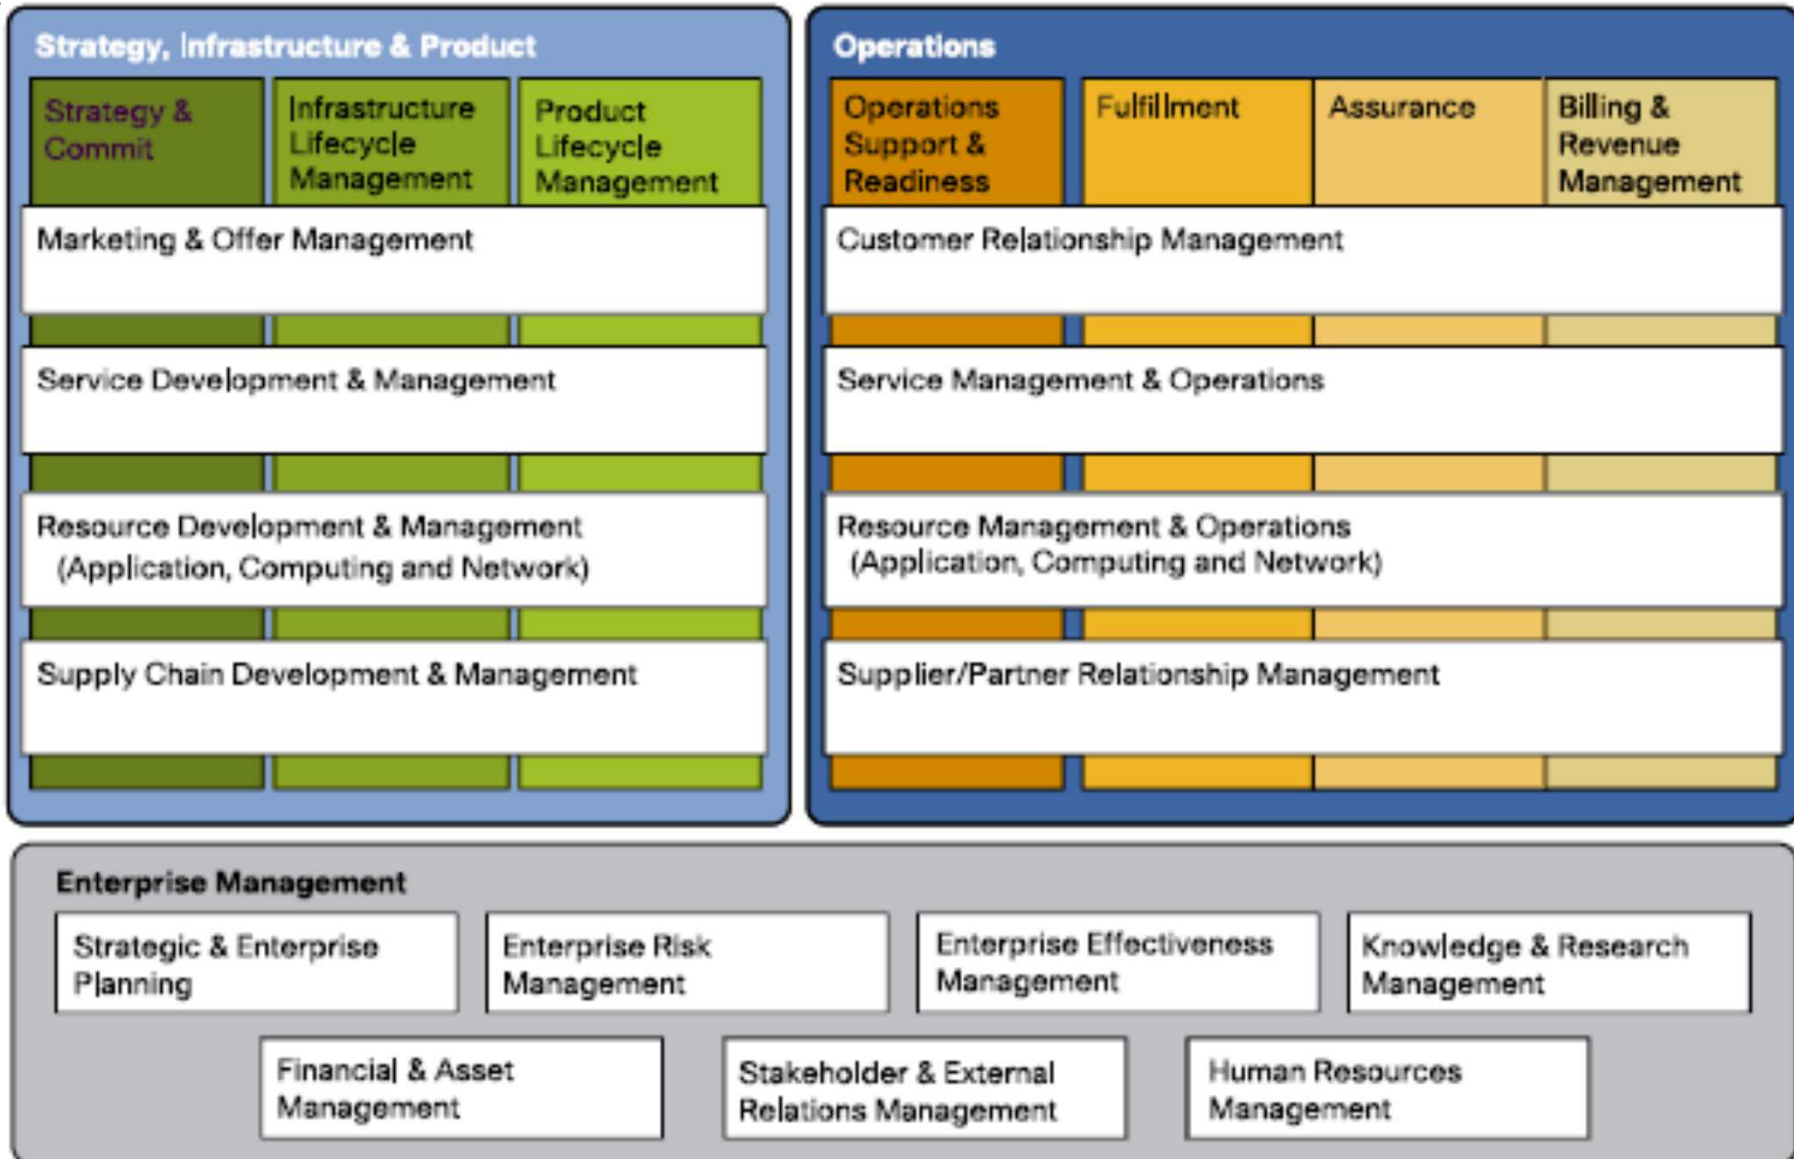 Strategy, Infrastructure & Product
Strategy &
Commit
Infrastructure
Lifecycle
Management
Product
Lifecycle
Management
Marketing & Offer Management
Service Development & Management
Resource Development & Management
(Application, Computing and Network)
Supply Chain Development & Management
Operations
Operations
Support &
Readiness
Fulfillment
Assurance
Billing &
Revenue
Management
Customer Relationship Management
Service Management & Operations
Resource Management & Operations
(Application, Computing and Network)
Supplier/Partner Relationship Management
Enterprise Management
Strategic & Enterprise
Planning
Enterprise Risk
Management
Enterprise Effectiveness
Management
Knowledge & Research
Management
Financial & Asset
Management
Stakeholder & External
Relations Management
Human Resources
Management